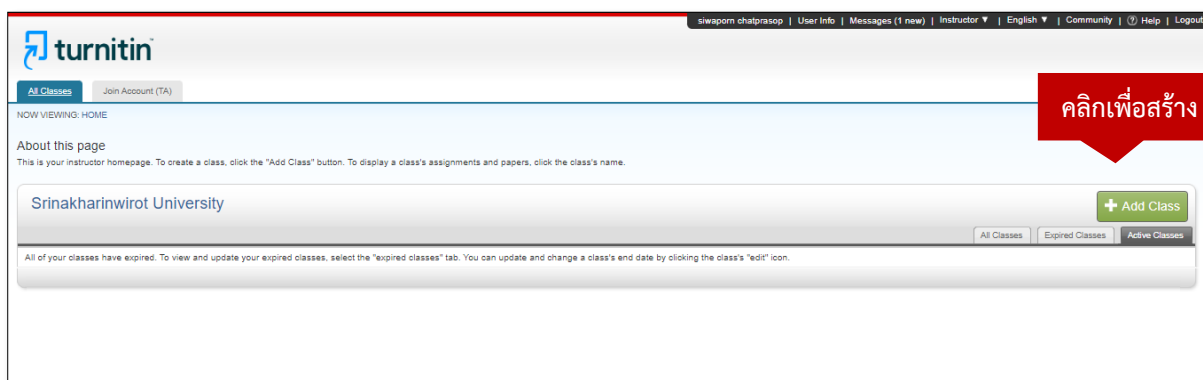 siwaporn chatprasop | User Info | Messages (1 new) | Instructor ▼ | English ▼ | Community | ? Help | Logout
turnitin
All Classes Join Account (TA)
NOW VIEWING: HOME
คลิกเพื่อสร้าง
About this page
This is your instructor homepage. To create a class, click the "Add Class" button. To display a class's assignments and papers, click the class's name.
Srinakharinwirot University
+ Add Class
All Classes Expired Classes Active Classes
All of your classes have expired. To view and update your expired classes, select the "expired classes" tab. You can update and change a class's end date by clicking the class's "edit" icon.